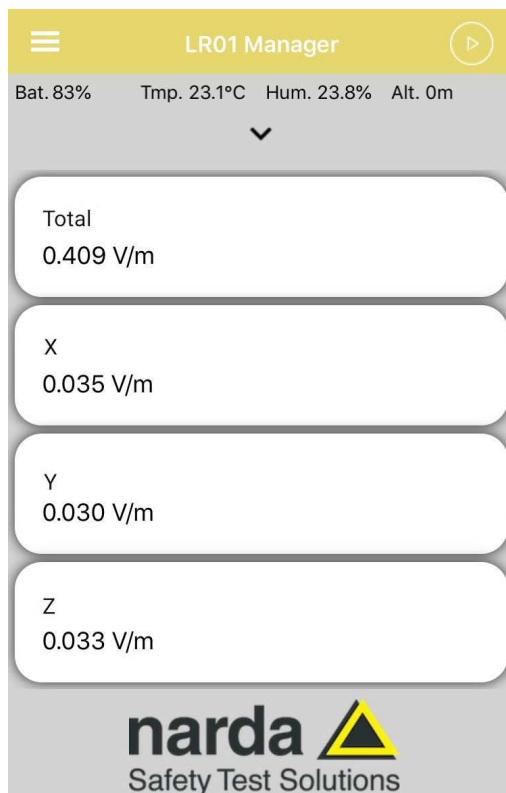 LR01 Manager
Bat. 83% Tmp. 23.1°C Hum. 23.8% Alt. 0m
Total
0.409 V/m
X
0.035 V/m
Y
0.030 V/m
Z
0.033 V/m
narda
Safety Test Solutions